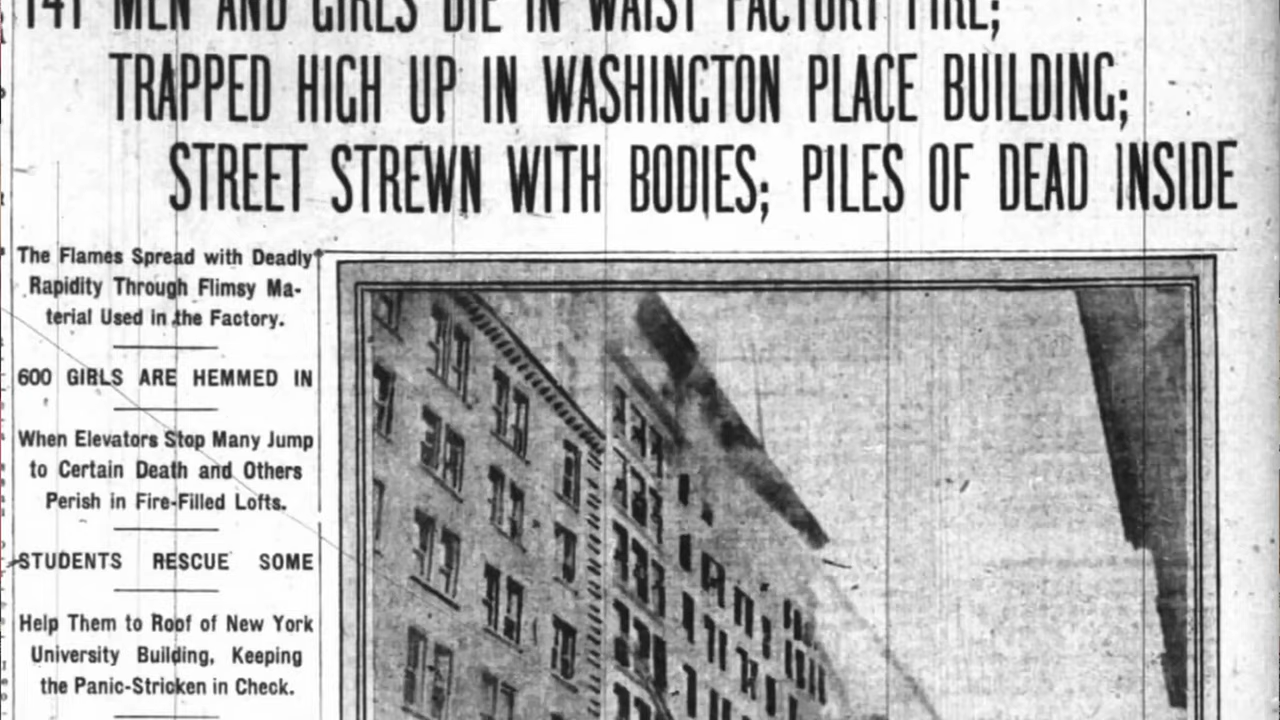 141 MEN AND GIRLS DIE IN WAIST FACTORY FIRE;
TRAPPED HIGH UP IN WASHINGTON PLACE BUILDING;
STREET STREWN WITH BODIES; PILES OF DEAD INSIDE
The Flames Spread with Deadly
Rapidity Through Flimsy Ma-
terial Used in the Factory.
600 GIRLS ARE HEMMED IN
When Elevators Stop Many Jump
to Certain Death and Others
Perish in Fire-Filled Lofts.
STUDENTS RESCUE SOME
Help Them to Roof of New York
University Building, Keeping
the Panic-Stricken in Check.